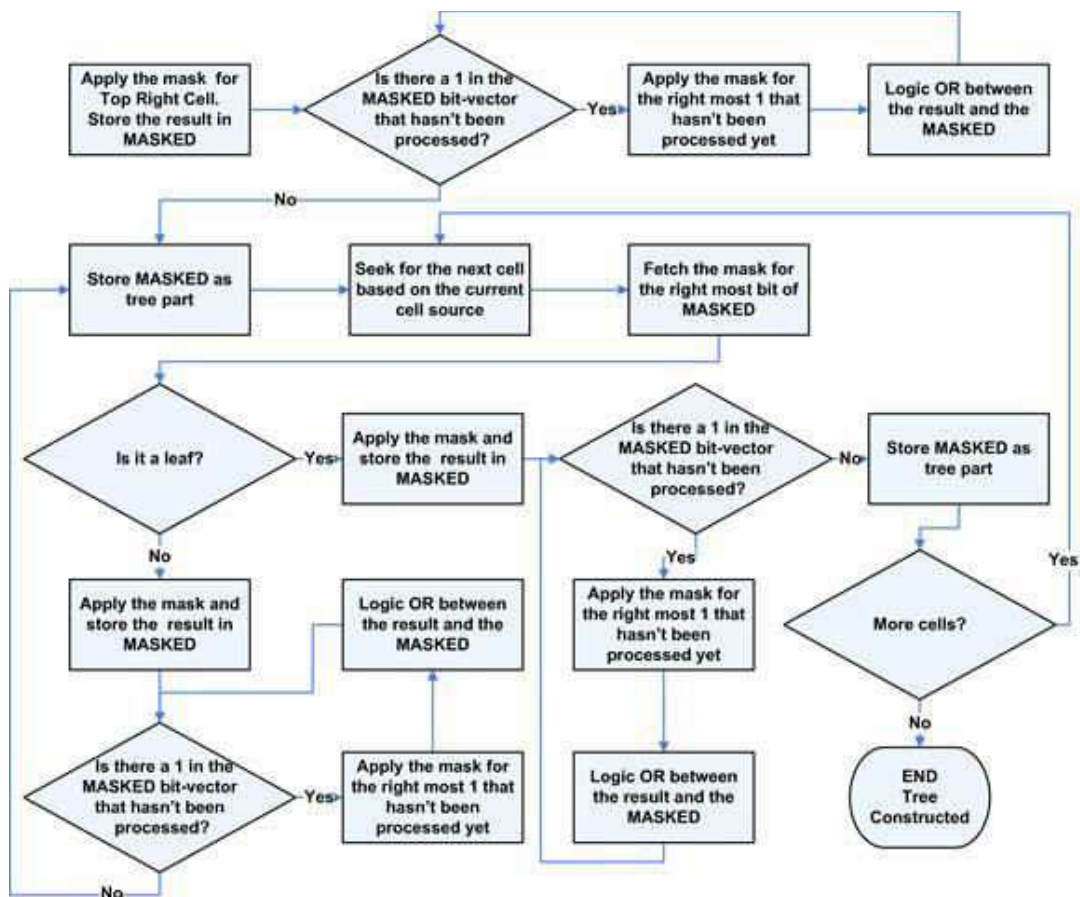 Apply the mask for
Top Right Cell.
Store the result in
MASKED
Is there a 1 in the
MASKED bit-vector
that hasn't been
processed?
Yes
Apply the mask for
the right most 1 that
hasn't been
processed yet
Logic OR between
the result and the
MASKED
No
Store MASKED as
tree part
Seek for the next cell
based on the current
cell source
Fetch the mask for
the right most bit of
MASKED
Is it a leaf?
Yes
Apply the mask and
store the result in
MASKED
Is there a 1 in the
MASKED bit-vector
that hasn't been
processed?
No
Store MASKED as
tree part
No
Yes
Yes
Apply the mask and
store the result in
MASKED
Logic OR between
the result and the
MASKED
Apply the mask for
the right most 1 that
hasn't been
processed yet
More cells?
No
Is there a 1 in the
MASKED bit-vector
that hasn't been
processed?
Yes
Apply the mask for
the right most 1 that
hasn't been
processed yet
Logic OR between
the result and the
MASKED
END
Tree
Constructed
No